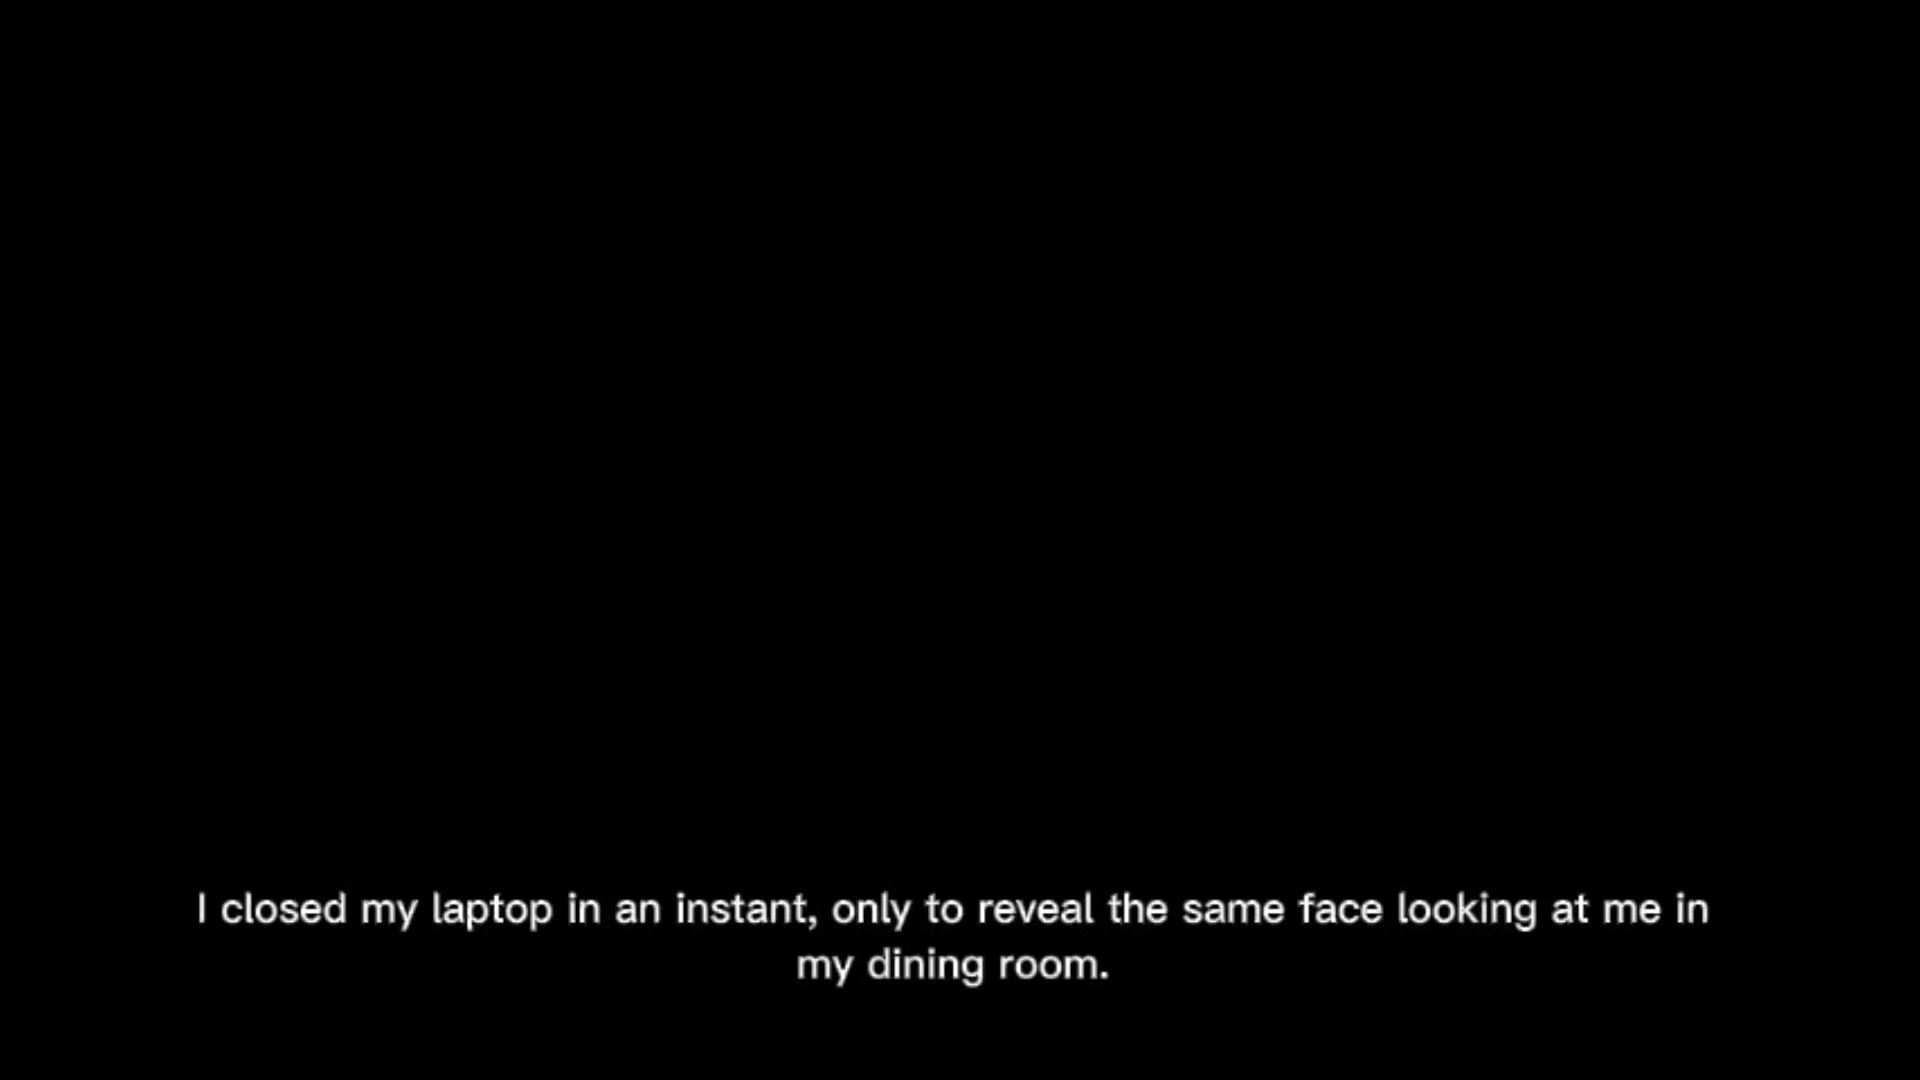 I closed my laptop in an instant, only to reveal the same face looking at me in
my dining room.